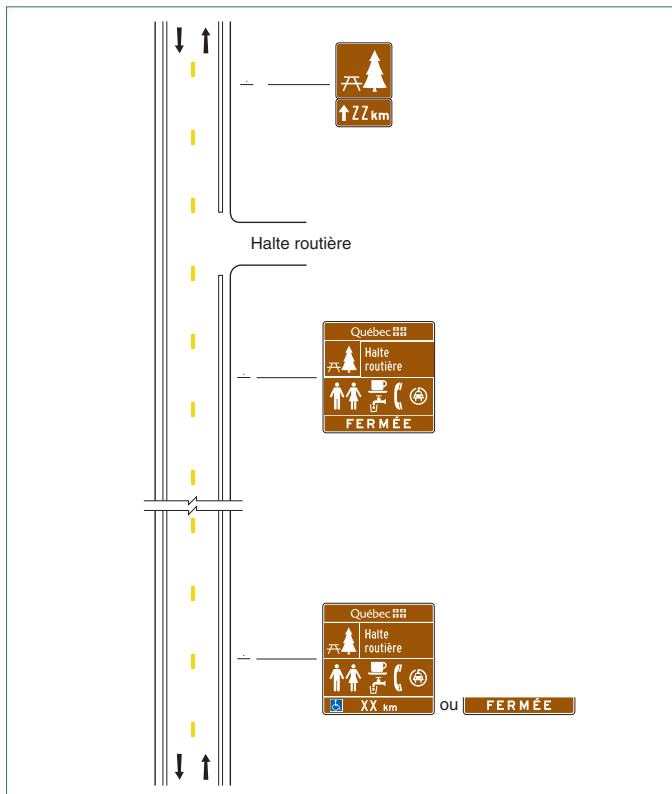 ZZ km
Halte routière
Québec
Halte
routière
FERMÉE
Québec
Halte
routière
XX km
ou
FERMÉE